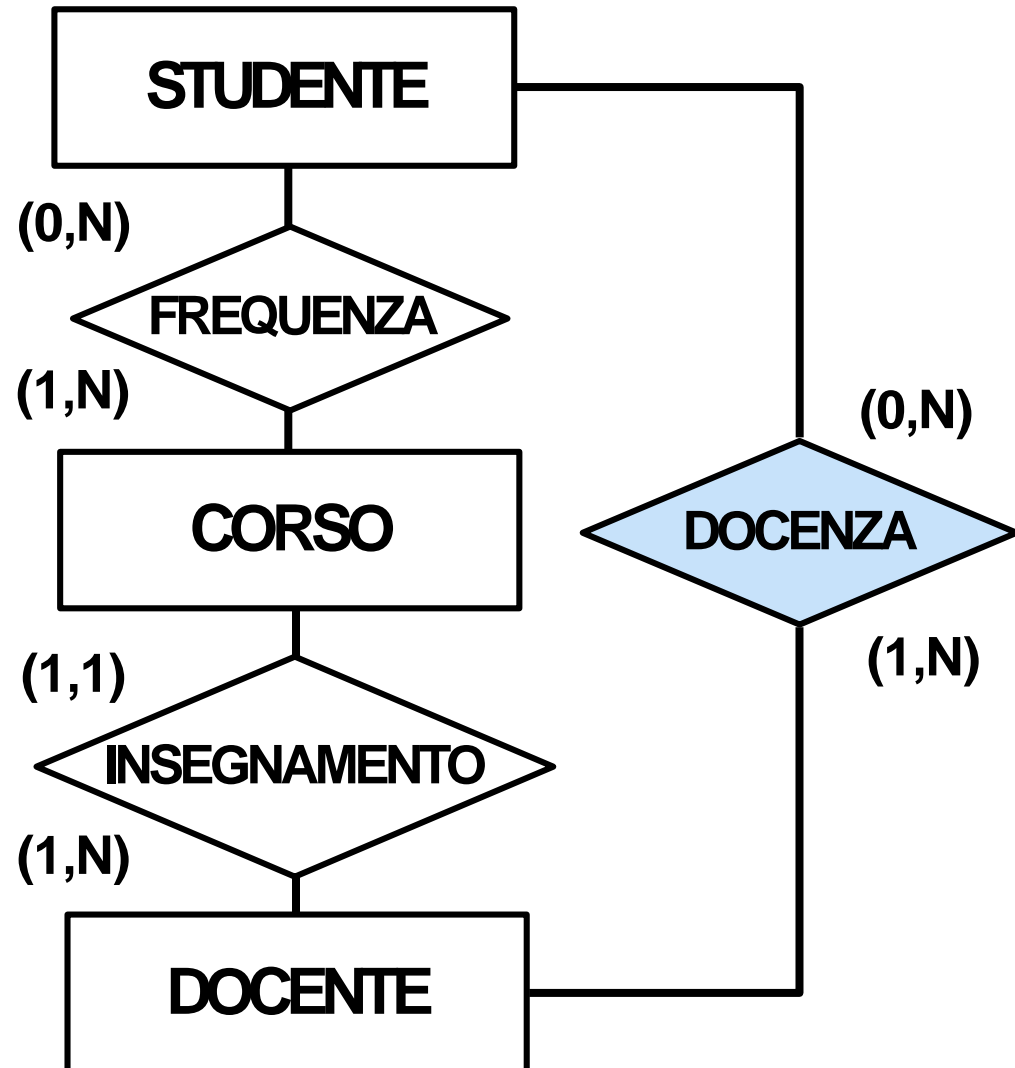 STUDENTE
(0,N)
FREQUENZA
(1,N)
CORSO
(1,1)
INSEGNAMENTO
(1,N)
DOCENTE
(0,N)
DOCENZA
(1,N)